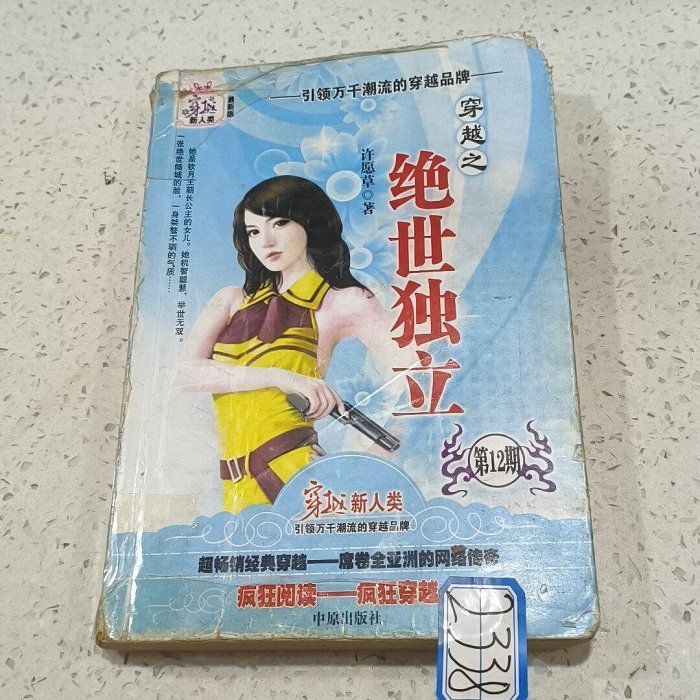 穿越
新人类
最新版
——引领万千潮流的穿越品牌——
穿越之
绝世独立
许愿草◎著
她是钦月王朝长公主的女儿。她机智聪慧，举世无双。
一张绝世倾城的脸，一身桀骜不驯的气质……
第12期
穿越新人类
引领万千潮流的穿越品牌
超畅销经典穿越——席卷全亚洲的网络传奇
疯狂阅读——疯狂穿越
中原出版社
2338